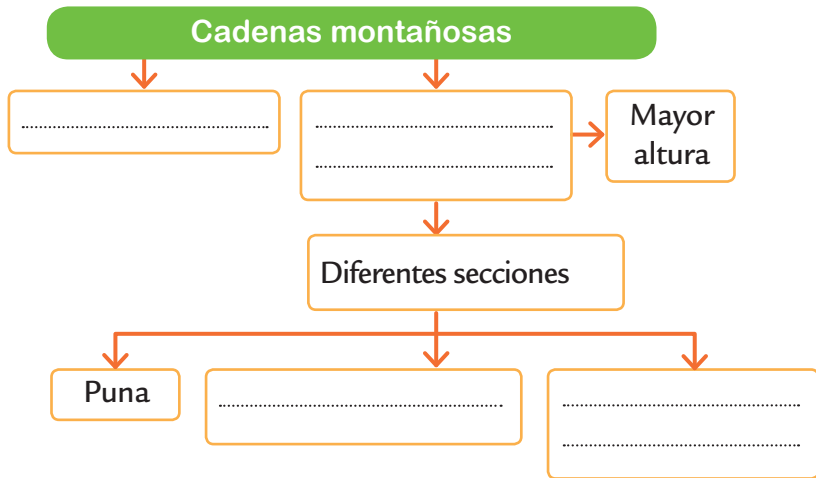 Cadenas montañosas
Mayor
altura
Diferentes secciones
Puna